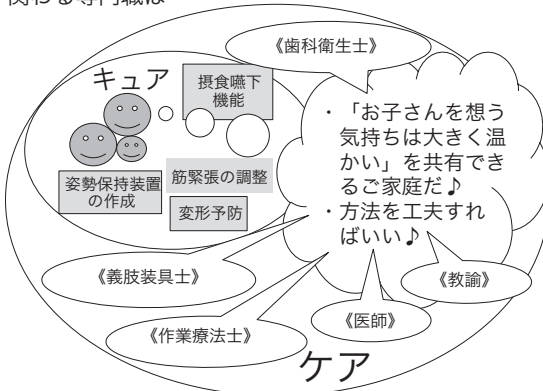 関わる専門職は
《歯科衛生士》
キュア
摂食嚥下
機能
姿勢保持装置
の作成
筋緊張の調整
変形予防
・「お子さんを想う
気持ちは大きく温
かい」を共有でき
るご家庭だ♪
・方法を工夫すれ
ばいい♪
《義肢装具士》
《教諭》
《作業療法士》
《医師》
ケア